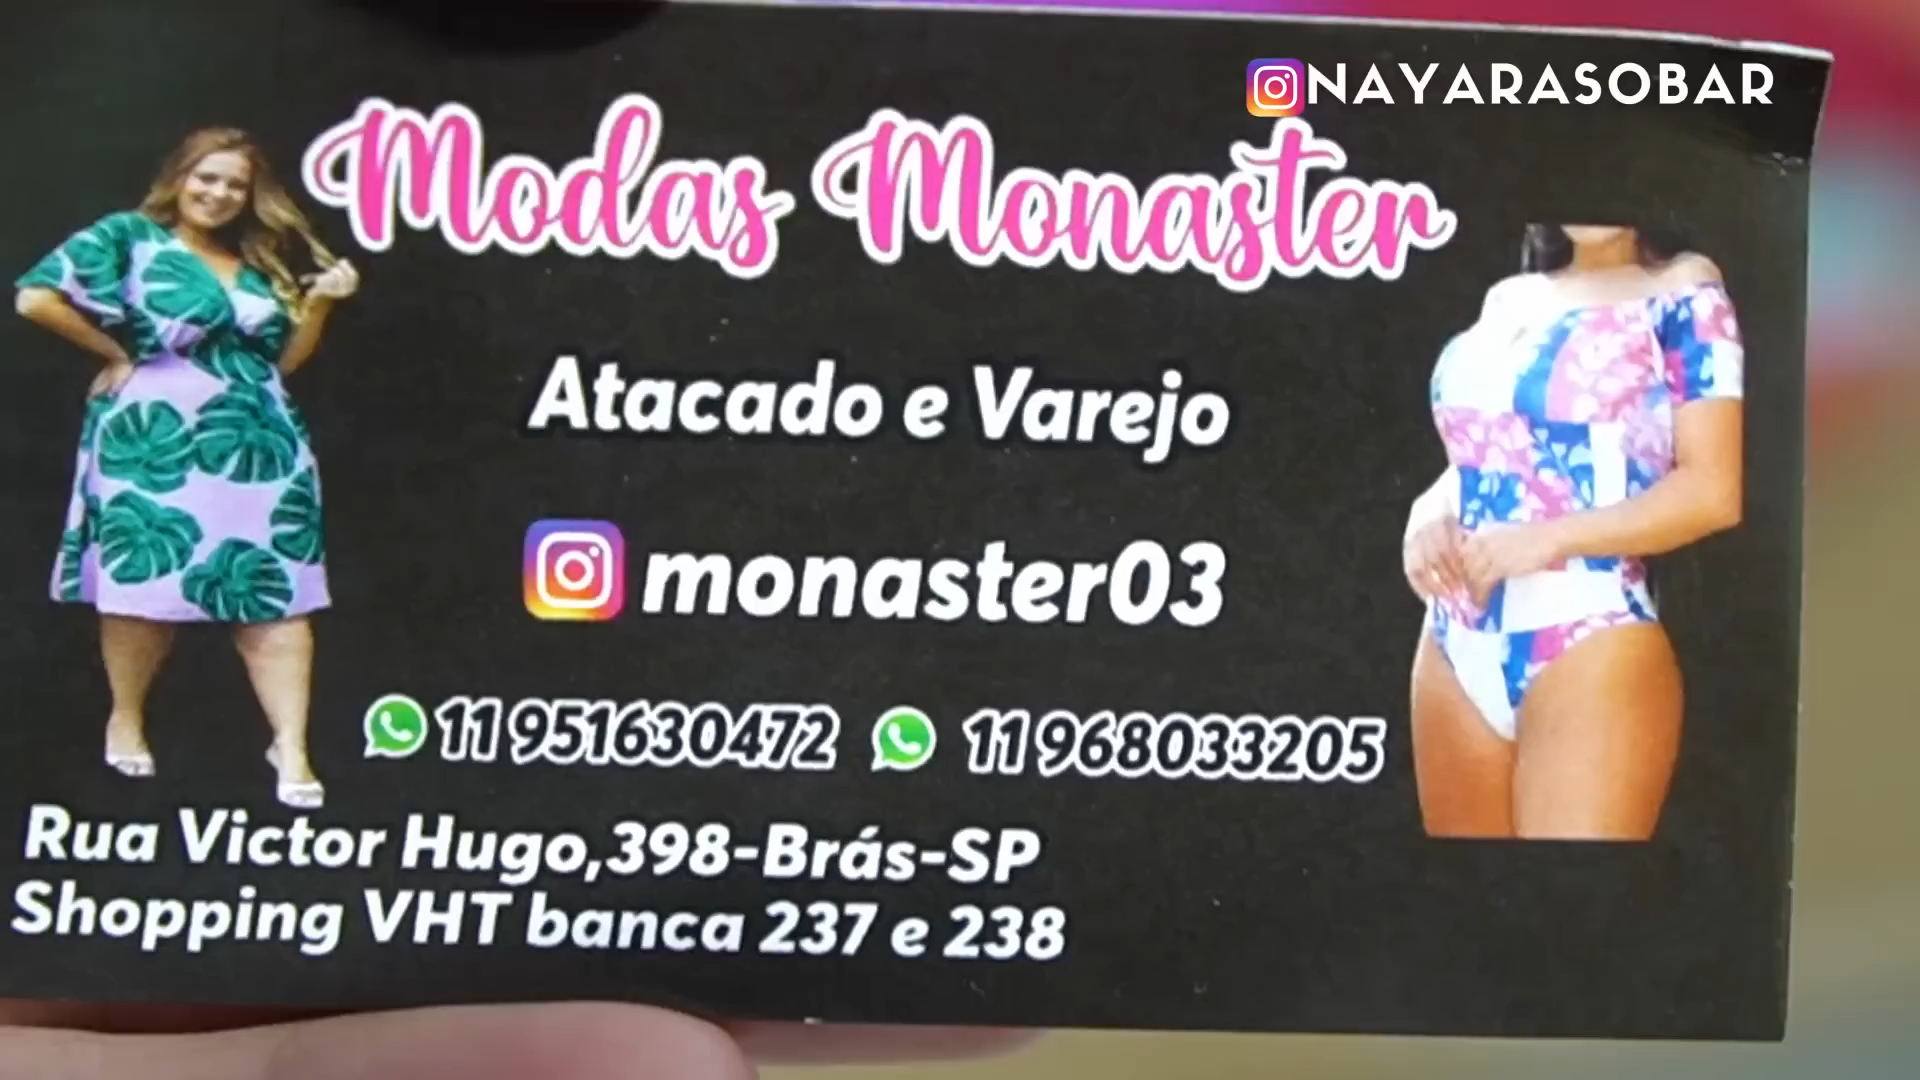 NAYARASOBAR
Modas Monaster
Atacado e Varejo
monaster03
11 951630472 11 968033205
Rua Victor Hugo,398-Brás-SP
Shopping VHT banca 237 e 238